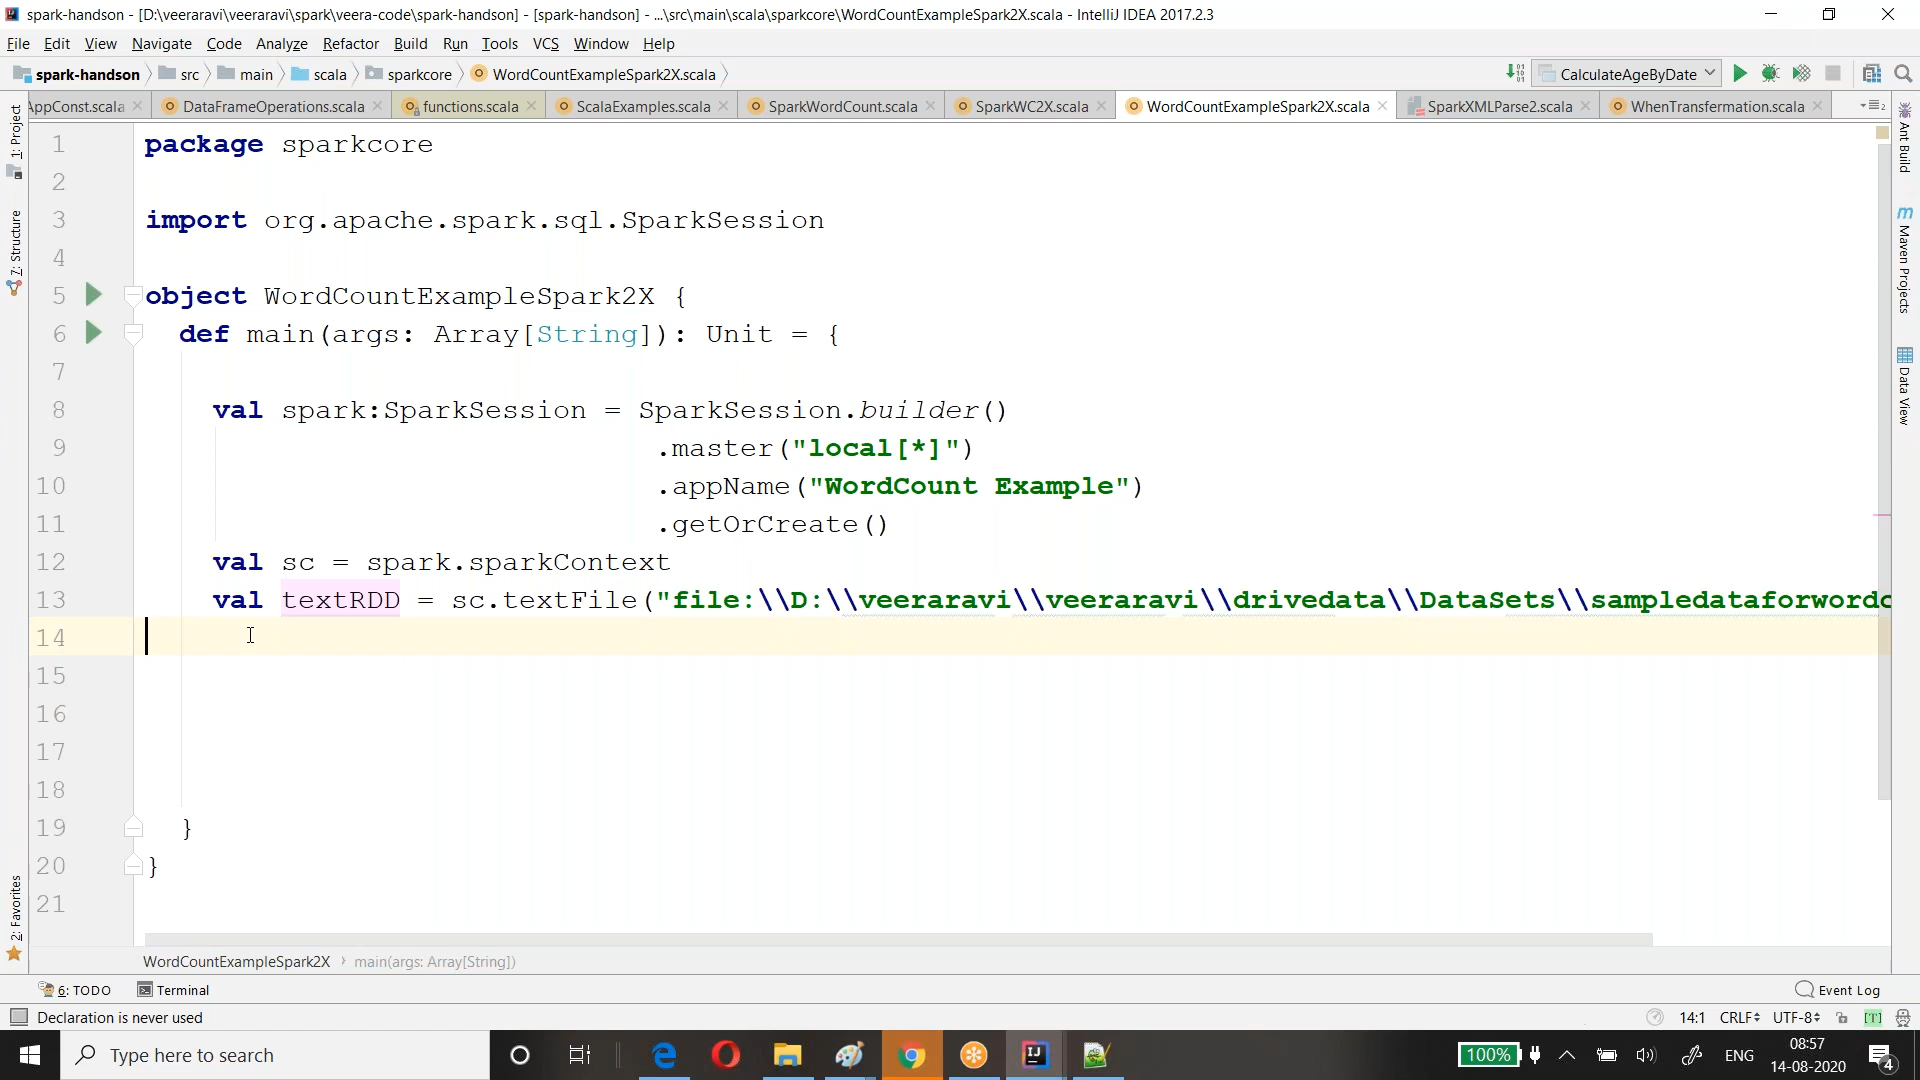 spark-handson - [D:\veeraravi\veeraravi\spark\veera-code\spark-handson] - [spark-handson] - ...\src\main\scala\sparkcore\WordCountExampleSpark2X.scala - IntelliJ IDEA 2017.2.3
File Edit View Navigate Code Analyze Refactor Build Run Tools VCS Window Help
spark-handson src main scala sparkcore WordCountExampleSpark2X.scala CalculateAgeByDate
AppConst.scala DataFrameOperations.scala functions.scala ScalaExamples.scala SparkWordCount.scala SparkWC2X.scala WordCountExampleSpark2X.scala SparkXMLParse2.scala WhenTransfermation.scala
1: Project
7: Structure
2: Favorites
Ant Build
Maven Projects
Data View
1 package sparkcore
2
3 import org.apache.spark.sql.SparkSession
4
5 object WordCountExampleSpark2X {
6 def main(args: Array[String]): Unit = {
7
8 val spark:SparkSession = SparkSession.builder()
9 .master("local[*]")
10 .appName("WordCount Example")
11 .getOrCreate()
12 val sc = spark.sparkContext
13 val textRDD = sc.textFile("file:\\D:\\veeraravi\\veeraravi\\drivedata\\DataSets\\sampledataforwordc
14
15
16
17
18
19 }
20 }
21
WordCountExampleSpark2X main(args: Array[String])
6: TODO Terminal Event Log
Declaration is never used 14:1 CRLF UTF-8 [T]
Type here to search 100% ENG 08:57
14-08-2020 4